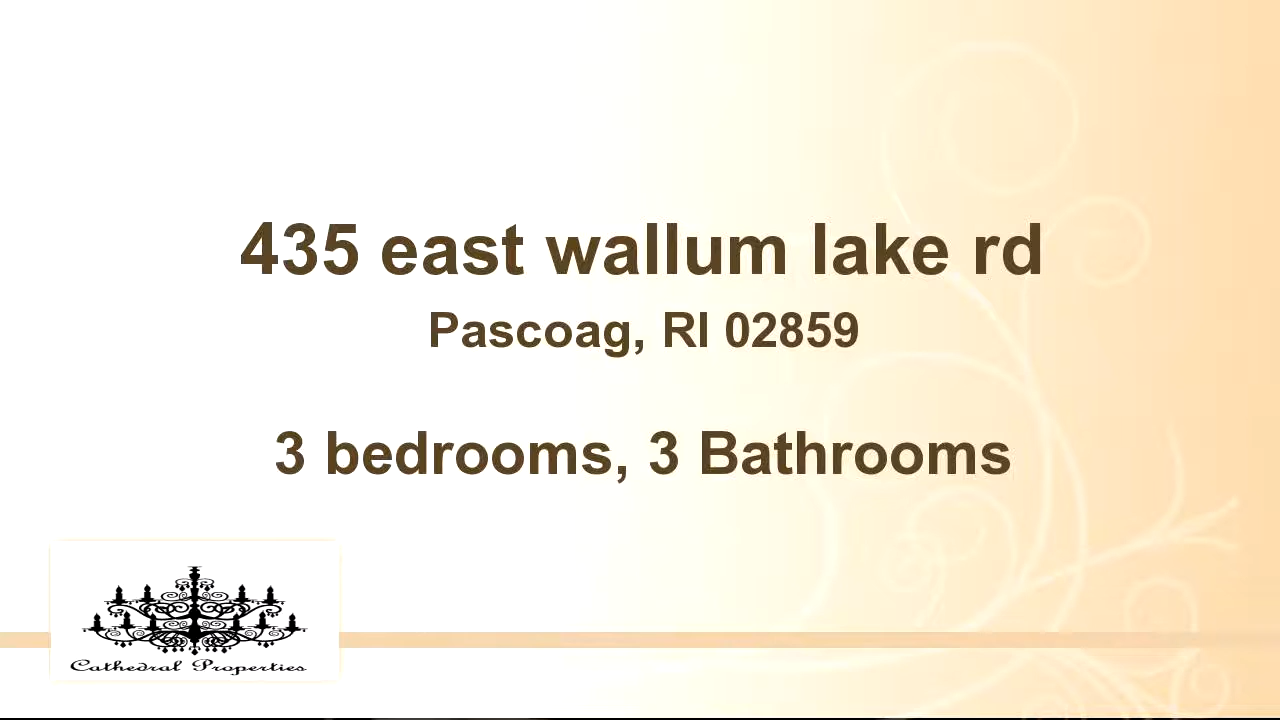 435 east wallum lake rd
Pascoag, RI 02859
3 bedrooms, 3 Bathrooms
Cathedral Properties